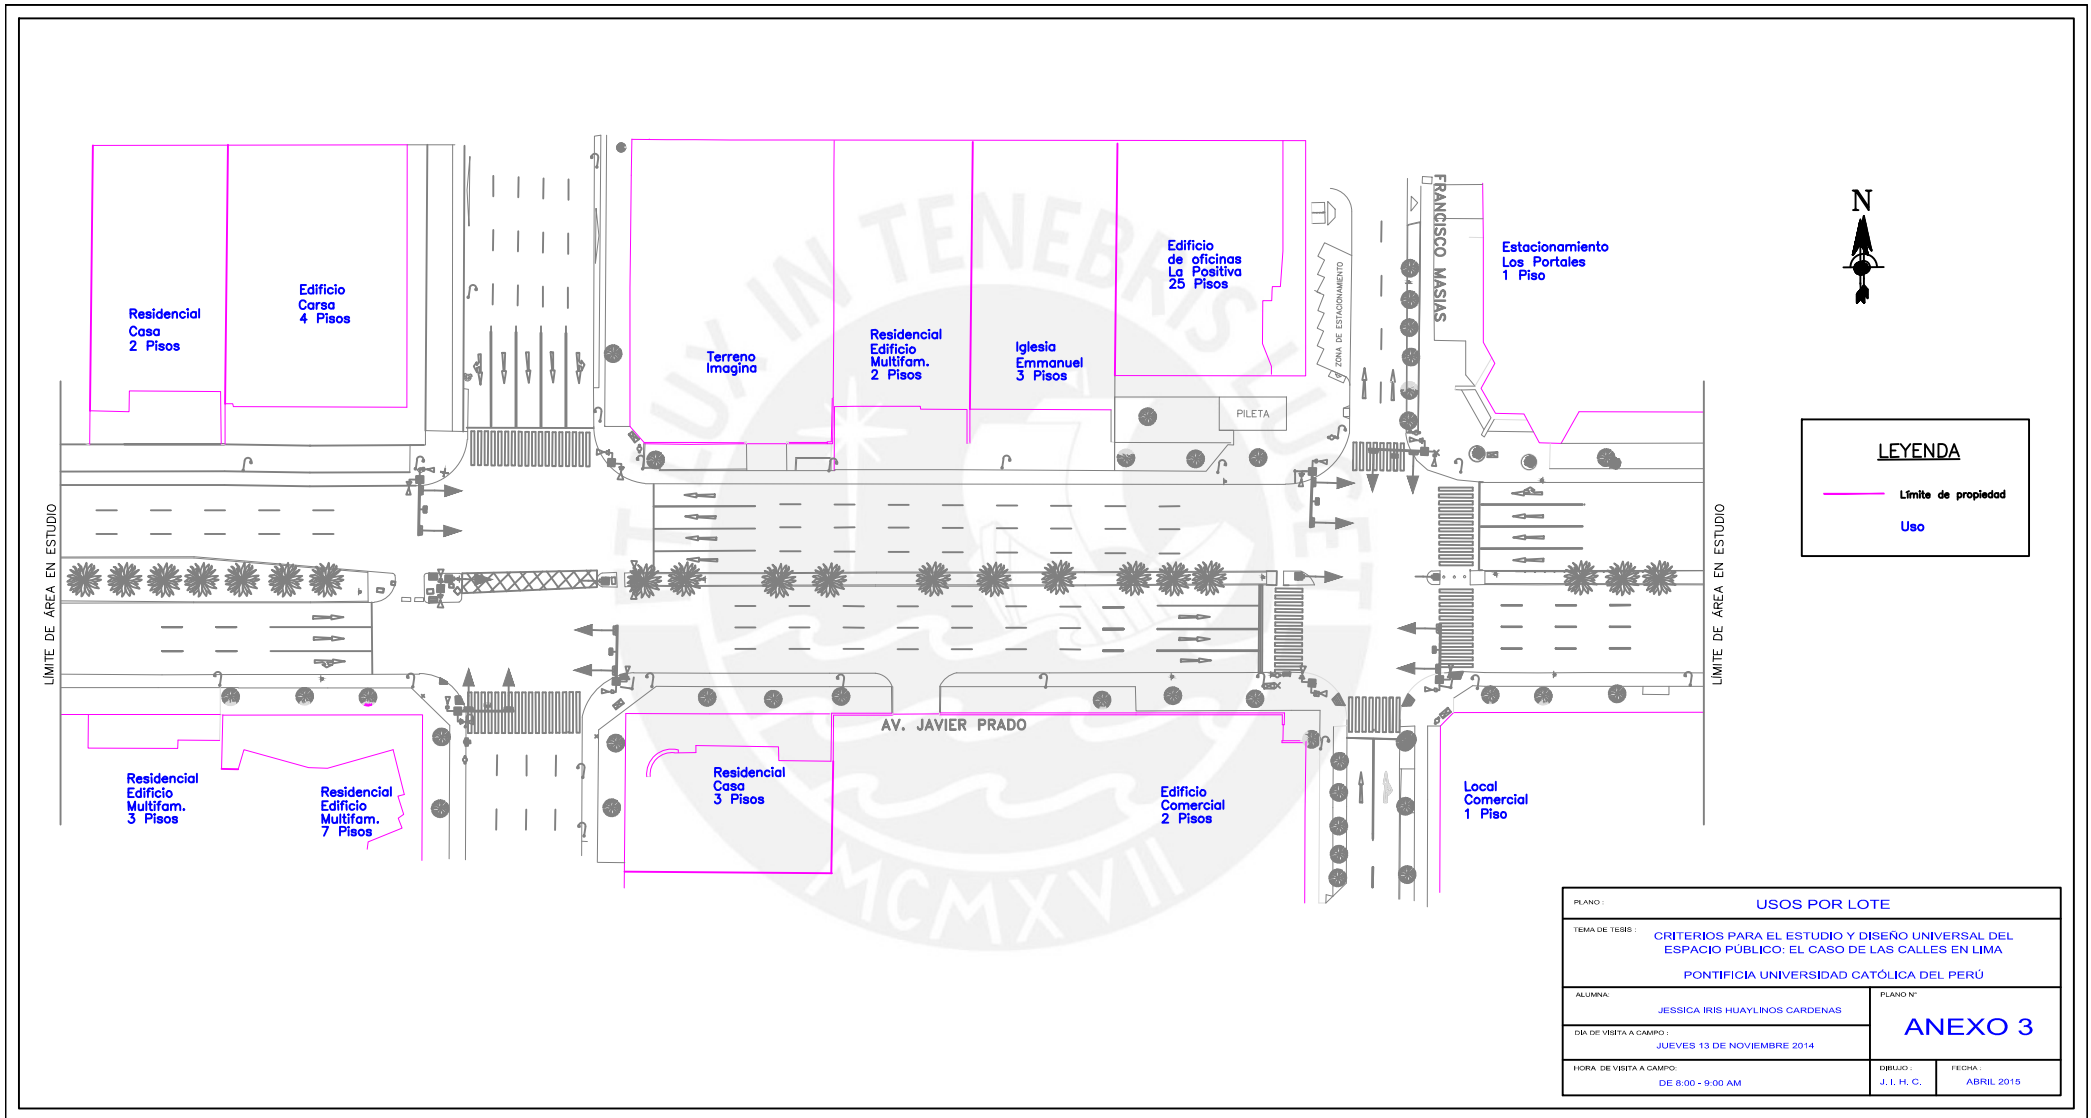 Residencial
Casa
2 Pisos
Edificio
Carsa
4 Pisos
Terreno
Imagina
Residencial
Edificio
Multifam.
2 Pisos
Iglesia
Emmanuel
3 Pisos
Edificio
de oficinas
La Positiva
25 Pisos
PILETA
ZONA DE ESTACIONAMIENTO
FRANCISCO MASIAS
Estacionamiento
Los Portales
1 Piso
N
LEYENDA
Límite de propiedad
Uso
LÍMITE DE ÁREA EN ESTUDIO
LÍMITE DE ÁREA EN ESTUDIO
AV. JAVIER PRADO
Residencial
Edificio
Multifam.
3 Pisos
Residencial
Edificio
Multifam.
7 Pisos
Residencial
Casa
3 Pisos
Edificio
Comercial
2 Pisos
Local
Comercial
1 Piso
ET LUX IN TENEBRIS LUCET
MCMXVII
PLANO :
USOS POR LOTE
TEMA DE TESIS :
CRITERIOS PARA EL ESTUDIO Y DISEÑO UNIVERSAL DEL
ESPACIO PÚBLICO: EL CASO DE LAS CALLES EN LIMA
PONTIFICIA UNIVERSIDAD CATÓLICA DEL PERÚ
ALUMNA:
JESSICA IRIS HUAYLINOS CARDENAS
PLANO N°
ANEXO 3
DÍA DE VISITA A CAMPO :
JUEVES 13 DE NOVIEMBRE 2014
HORA DE VISITA A CAMPO:
DE 8:00 - 9:00 AM
DIBUJO :
J. I. H. C.
FECHA :
ABRIL 2015